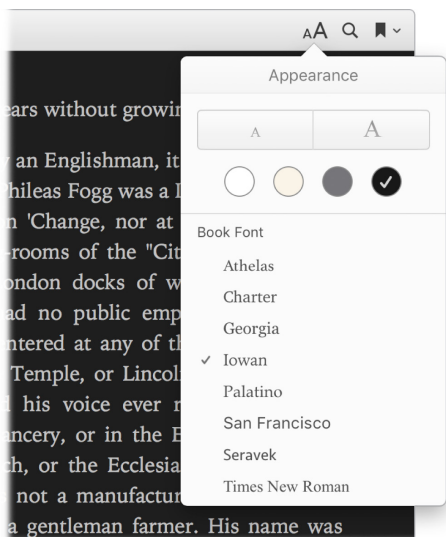 AA
Appearance
A A
ears without growin
an Englishman, it
Phileas Fogg was a
n 'Change, nor at
-rooms of the "Cit
ondon docks of w
ad no public emp
ntered at any of th
Temple, or Lincol
his voice ever
ancery, or in the E
ch, or the Ecclesia
not a manufactur
a gentleman farmer. His name was
Book Font
Athelas
Charter
Georgia
Iowan
Palatino
San Francisco
Seravek
Times New Roman